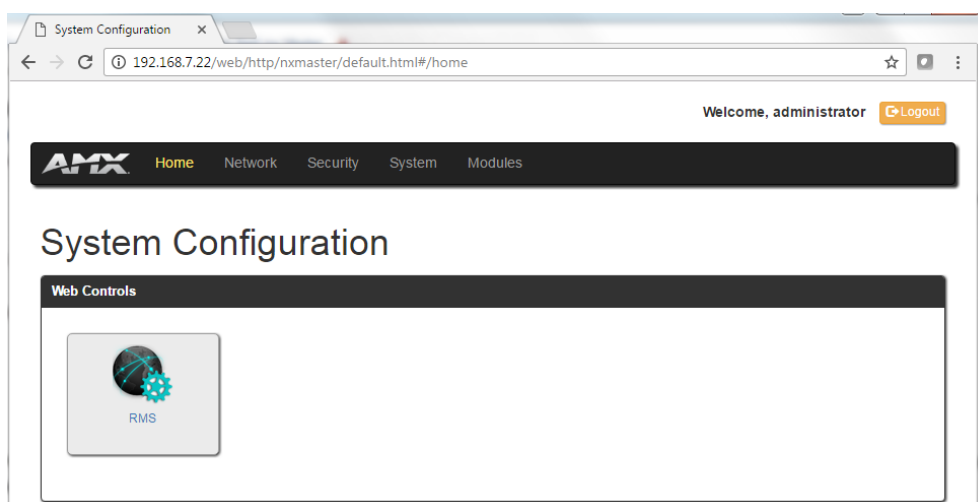 System Configuration
192.168.7.22/web/http/nxmaster/default.html#/home
Welcome, administrator Logout
AMX Home Network Security System Modules
System Configuration
Web Controls
RMS